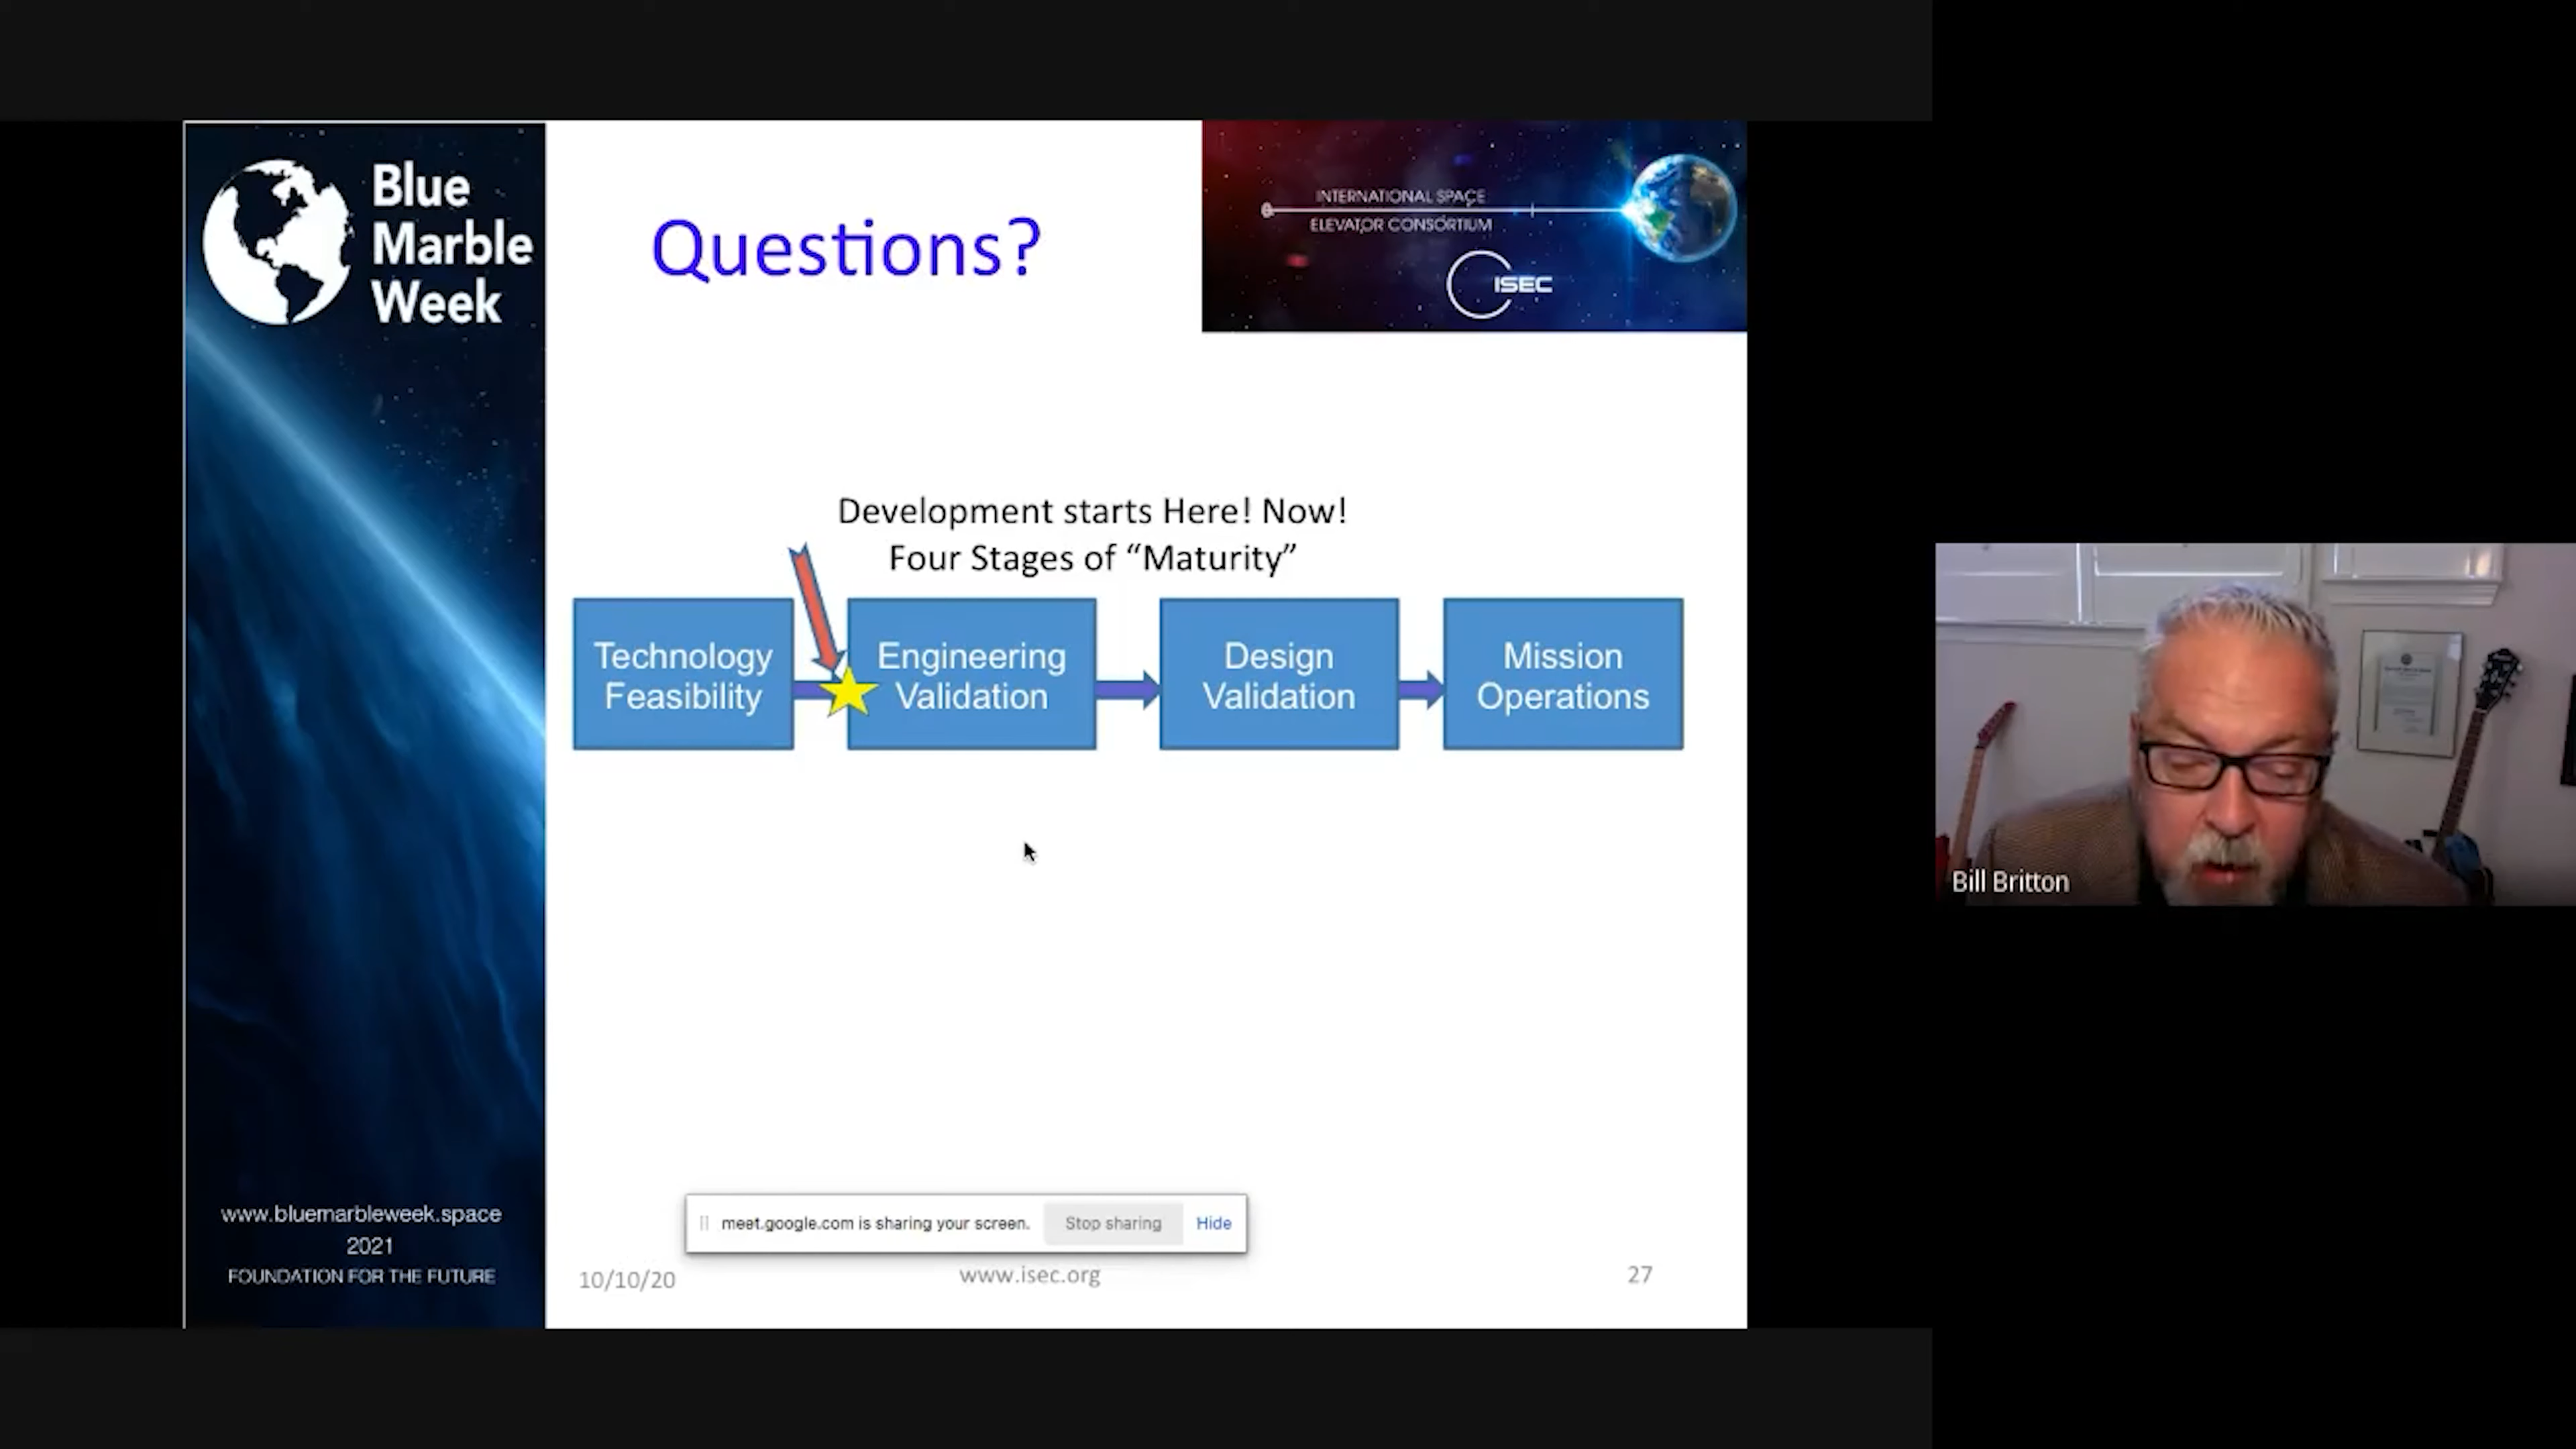 Blue
Marble
Week
Questions?
INTERNATIONAL SPACE
ELEVATOR CONSORTIUM
ISEC
Development starts Here! Now!
Four Stages of “Maturity”
Technology
Feasibility
Engineering
Validation
Design
Validation
Mission
Operations
Bill Britton
www.bluemarbleweek.space
2021
FOUNDATION FOR THE FUTURE
meet.google.com is sharing your screen.
Stop sharing
Hide
10/10/20
www.isec.org
27